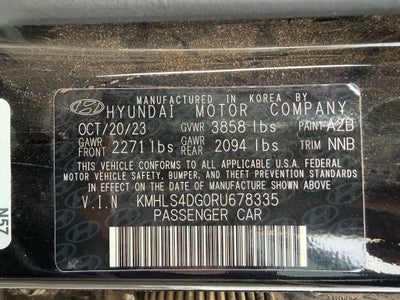 MANUFACTURED IN KOREA BY
HYUNDAI MOTOR COMPANY
OCT/20/23 GVWR 3858 lbs PAINT A2B
GAWR FRONT 2271 lbs GAWR REAR 2094 lbs TRIM NNB
THIS VEHICLE CONFORMS TO ALL APPLICABLE U.S.A. FEDERAL
MOTOR VEHICLE SAFETY, BUMPER, AND THEFT PREVENTION STANDARDS
IN EFFECT ON THE DATE OF MANUFACTURE SHOWN ABOVE.
V.I.N KMHLS4DG0RU678335
PASSENGER CAR
N57